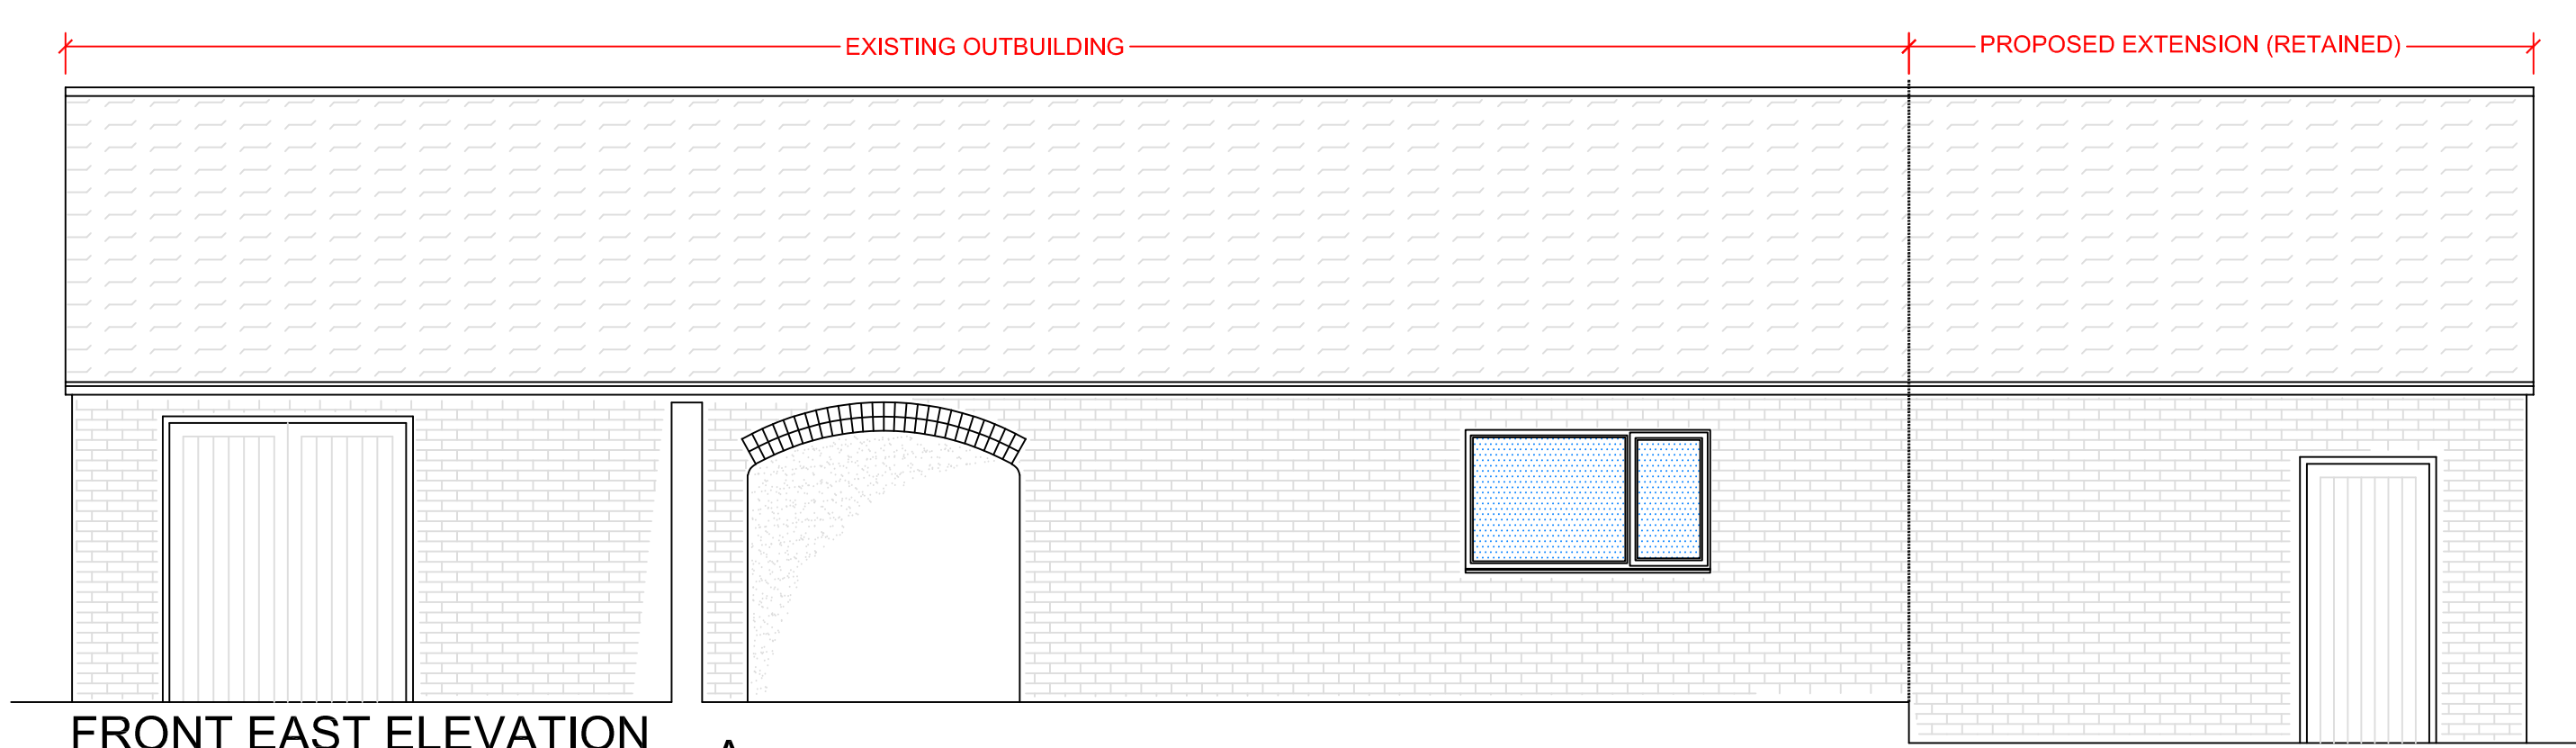 EXISTING OUTBUILDING
PROPOSED EXTENSION (RETAINED)
FRONT EAST ELEVATION